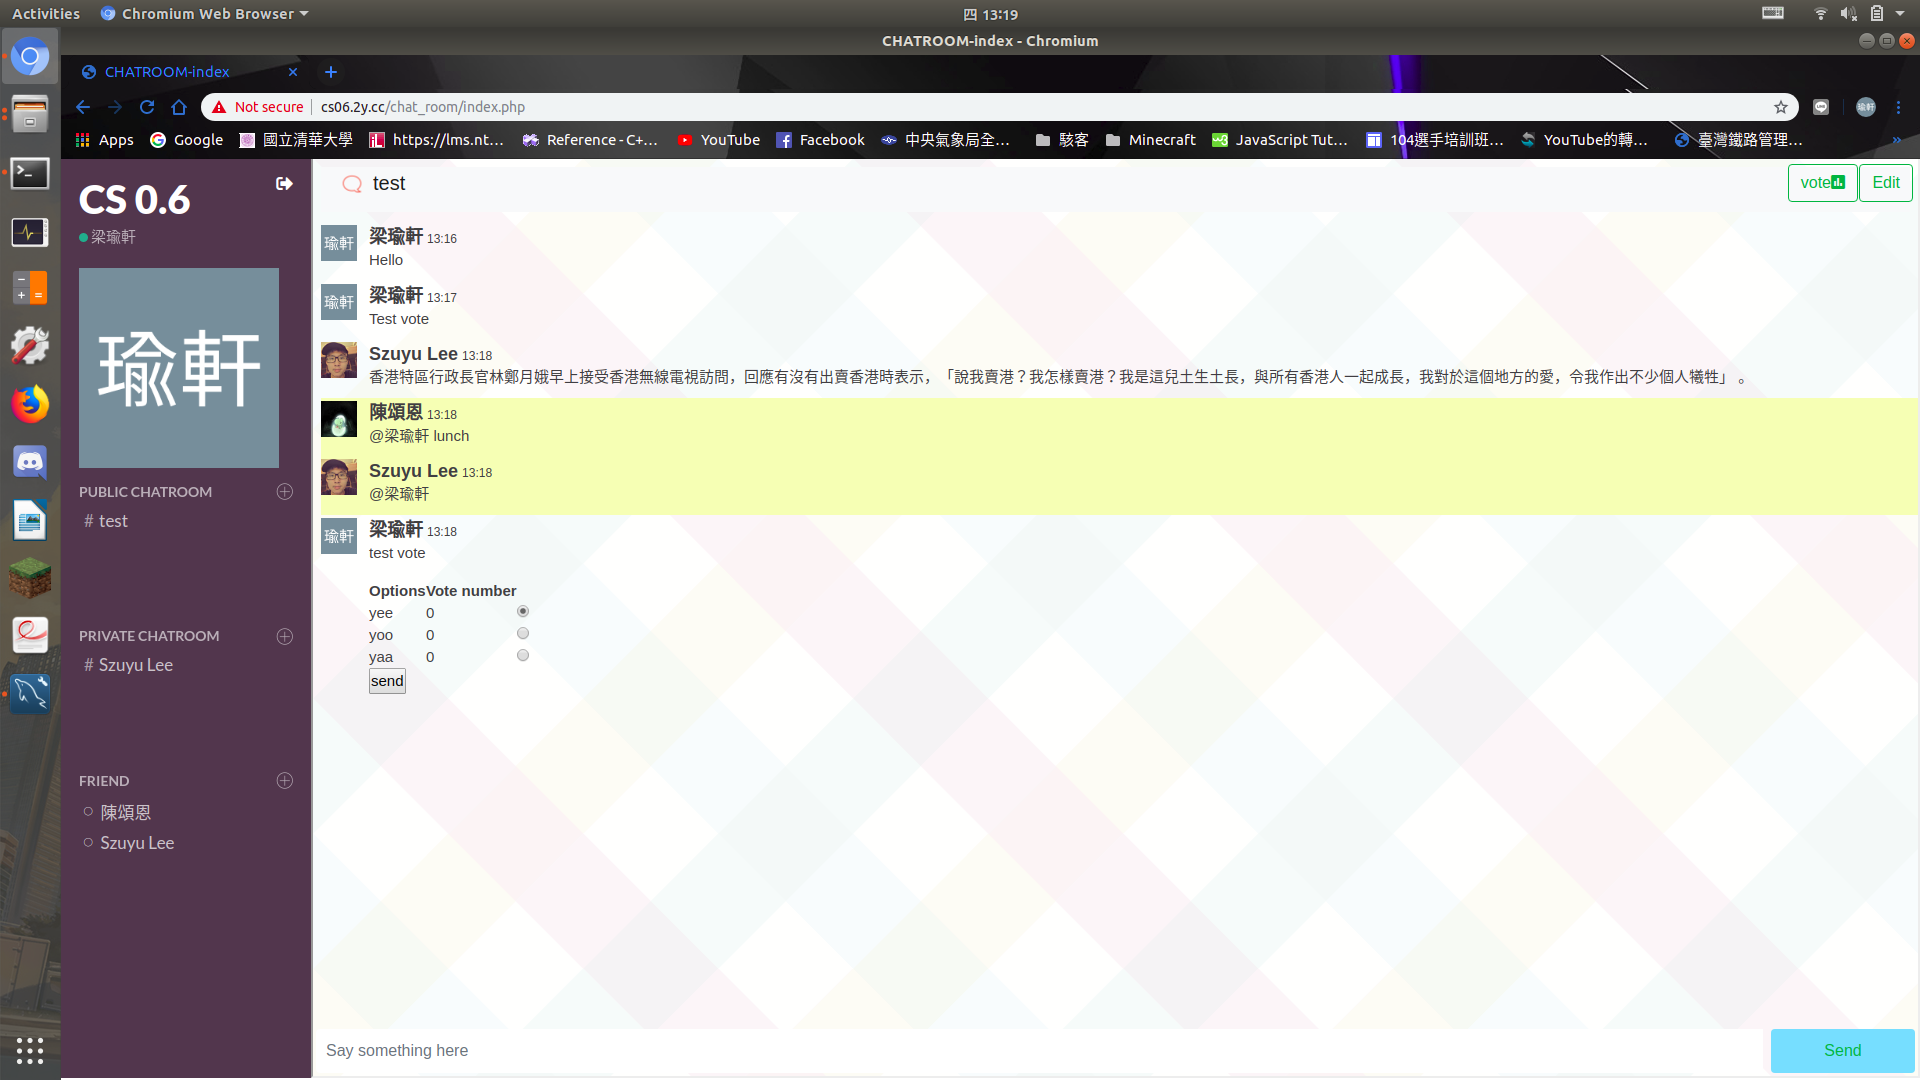 Activities Chromium Web Browser 四 13:19
CHATROOM-index - Chromium
CHATROOM-index
Not secure cs06.2y.cc/chat_room/index.php 瑜軒
Apps Google 國立清華大學 https://lms.nt... Reference - C+... YouTube Facebook 中央氣象局全... 駭客 Minecraft JavaScript Tut... 104選手培訓班... YouTube的轉... 臺灣鐵路管理... »
CS 0.6
梁瑜軒
瑜軒
PUBLIC CHATROOM
# test
PRIVATE CHATROOM
# Szuyu Lee
FRIEND
陳頌恩
Szuyu Lee
test
vote Edit
瑜軒 梁瑜軒 13:16
Hello
瑜軒 梁瑜軒 13:17
Test vote
Szuyu Lee 13:18
香港特區行政長官林鄭月娥早上接受香港無線電視訪問，回應有沒有出賣香港時表示，「說我賣港？我怎樣賣港？我是這兒土生土長，與所有香港人一起成長，我對於這個地方的愛，令我作出不少個人犧牲」 。
陳頌恩 13:18
@梁瑜軒 lunch
Szuyu Lee 13:18
@梁瑜軒
瑜軒 梁瑜軒 13:18
test vote
Options Vote number
yee 0
yoo 0
yaa 0
send
Say something here
Send